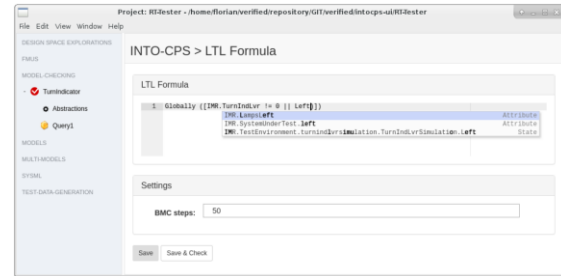 Project: RT-Tester - /home/florian/verified/repository/GIT/verified/intocps-ui/RT-Tester
File Edit View Window Help
DESIGN SPACE EXPLORATIONS
FMUS
MODEL-CHECKING
TurnIndicator
Abstractions
Query1
MODELS
MULTI-MODELS
SYSML
TEST-DATA-GENERATION
INTO-CPS > LTL Formula
LTL Formula
1 Globally ([IMR.TurnIndLvr != 0 || Left]])
IMR.LampsLeft Attribute
IMR.SystemUnderTest.left Attribute
IMR.TestEnvironment.turnindlvrsimulation.TurnIndLvrSimulation.Left State
Settings
BMC steps: 50
Save Save & Check